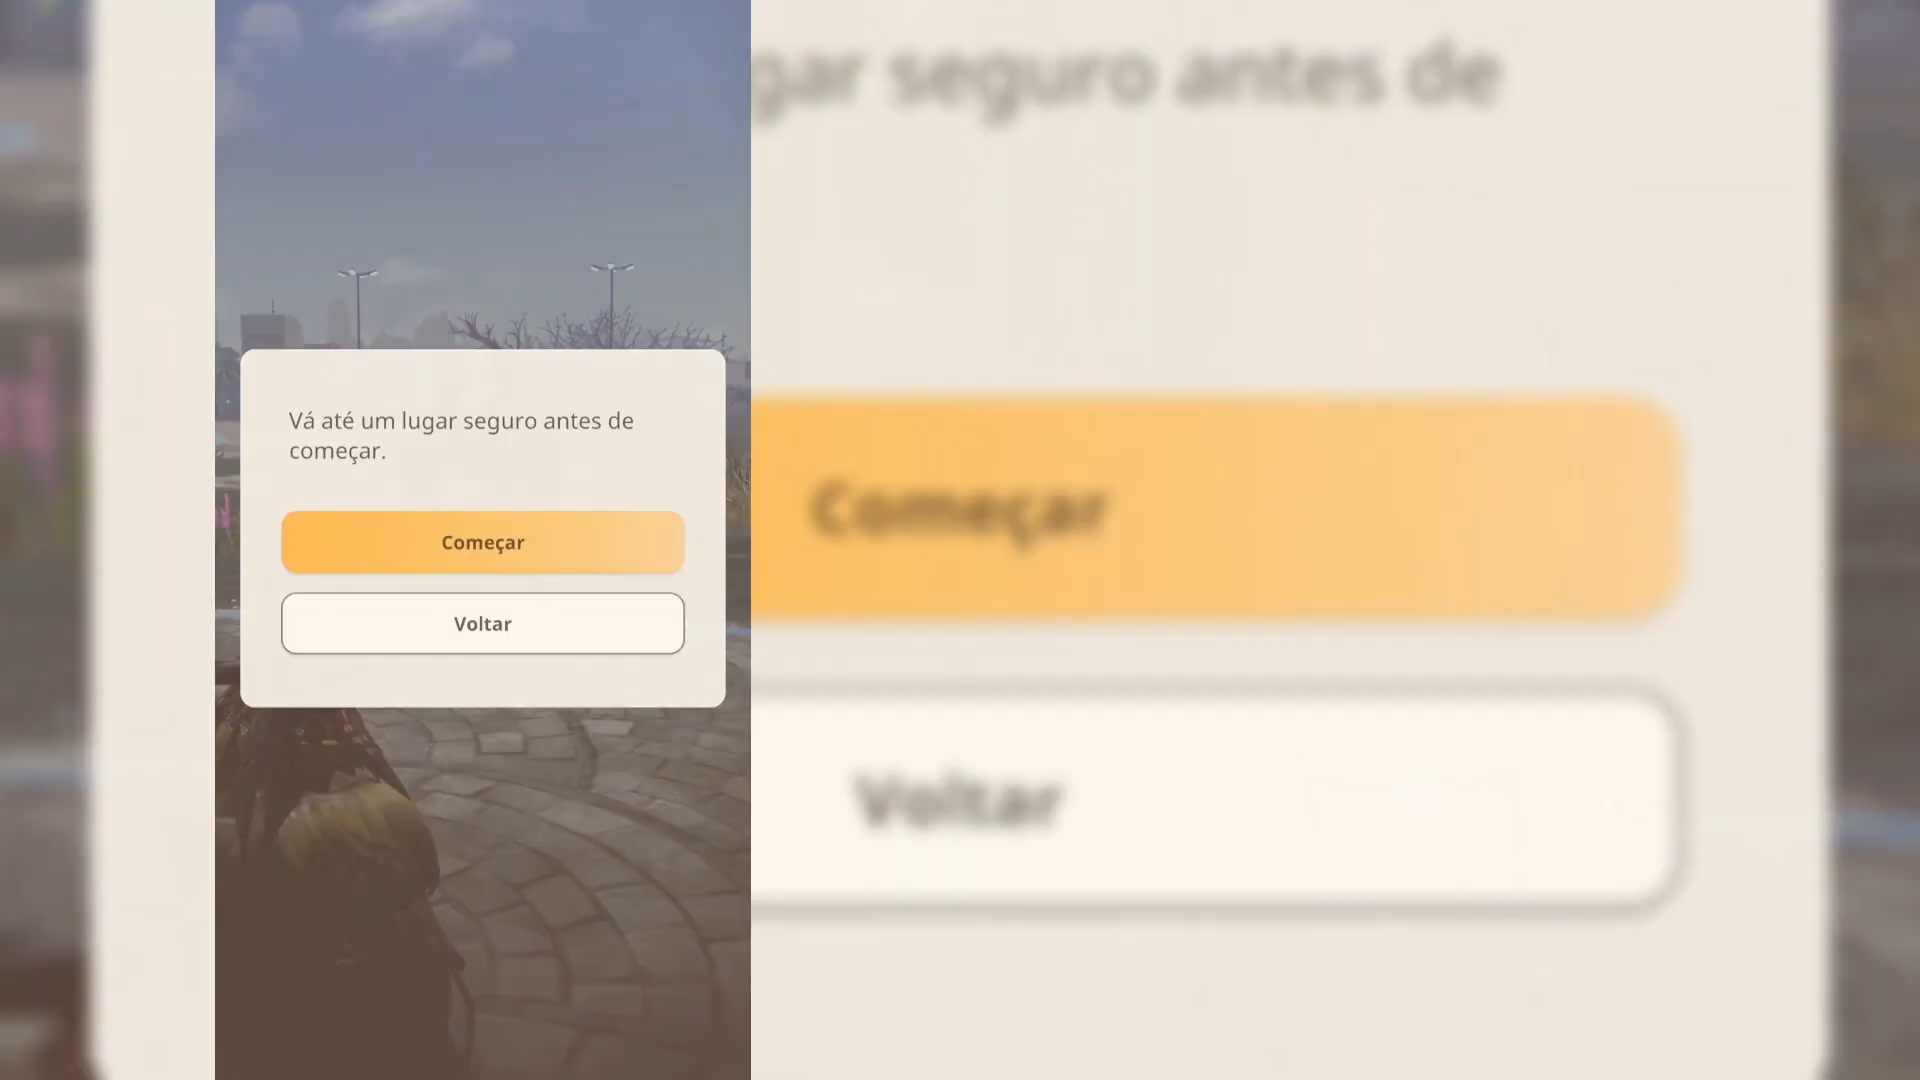 Vá até um lugar seguro antes de
começar.
Começar
Voltar
gar seguro antes de
Começar
Voltar